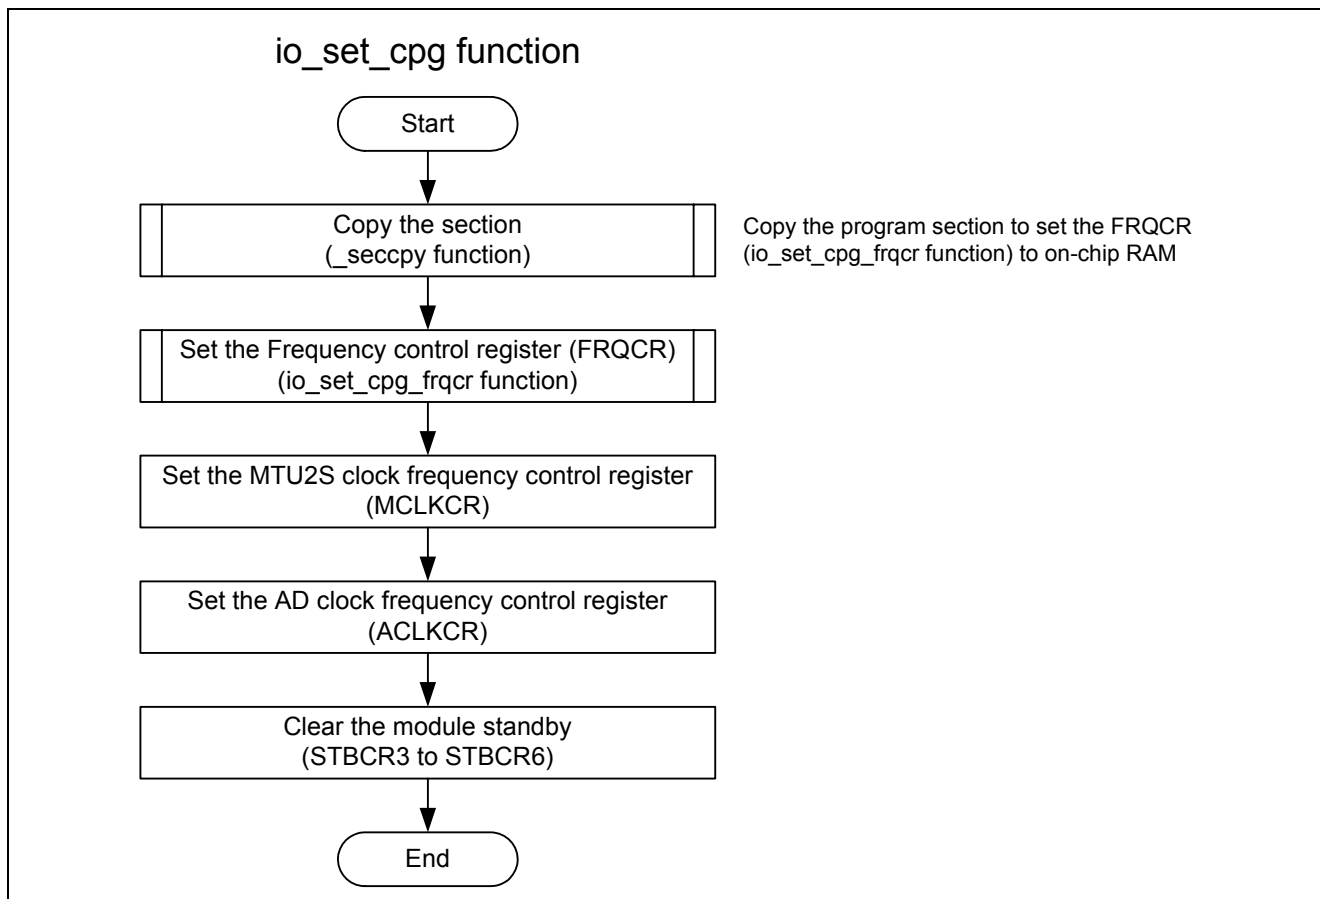 io_set_cpg function
Start
Copy the section
(_seccpy function)
Copy the program section to set the FRQCR
(io_set_cpg_frqcr function) to on-chip RAM
Set the Frequency control register (FRQCR)
(io_set_cpg_frqcr function)
Set the MTU2S clock frequency control register
(MCLKCR)
Set the AD clock frequency control register
(ACLKCR)
Clear the module standby
(STBCR3 to STBCR6)
End